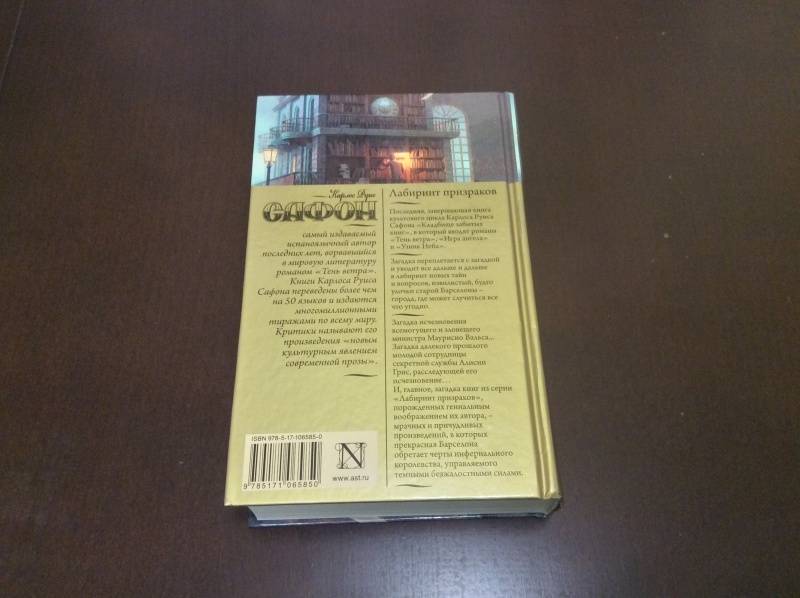 Карлос Руис
САФОН
самый издаваемый
испаноязычный автор
последних лет, ворвавшийся
в мировую литературу
романом «Тень ветра».
Книги Карлоса Руиса
Сафона переведены более чем
на 50 языков и издаются
многомиллионными
тиражами по всему миру.
Критики называют его
произведения «новым
культурным явлением
современной прозы».
ISBN 978-5-17-106585-0
9 785171 065850
N
www.ast.ru
Лабиринт призраков
Последняя, завершающая книга
культового цикла Карлоса Руиса
Сафона «Кладбище забытых
книг», в который входят романы
«Тень ветра», «Игра ангела»
и «Узник Неба».
Загадка переплетается с загадкой
и уводит все дальше и дальше
в лабиринт новых тайн
и вопросов, извилистый, будто
улочки старой Барселоны –
города, где может случиться все
что угодно.
Загадка исчезновения
всемогущего и зловещего
министра Маурисио Вальса...
Загадка далекого прошлого
молодой сотрудницы
секретной службы Алисии
Грис, расследующей его
исчезновение...
И, главное, загадка книг из серии
«Лабиринт призраков»,
порожденных гениальным
воображением их автора, –
мрачных и причудливых
произведений, в которых
прекрасная Барселона
обретает черты инфернального
королевства, управляемого
темными безжалостными силами.